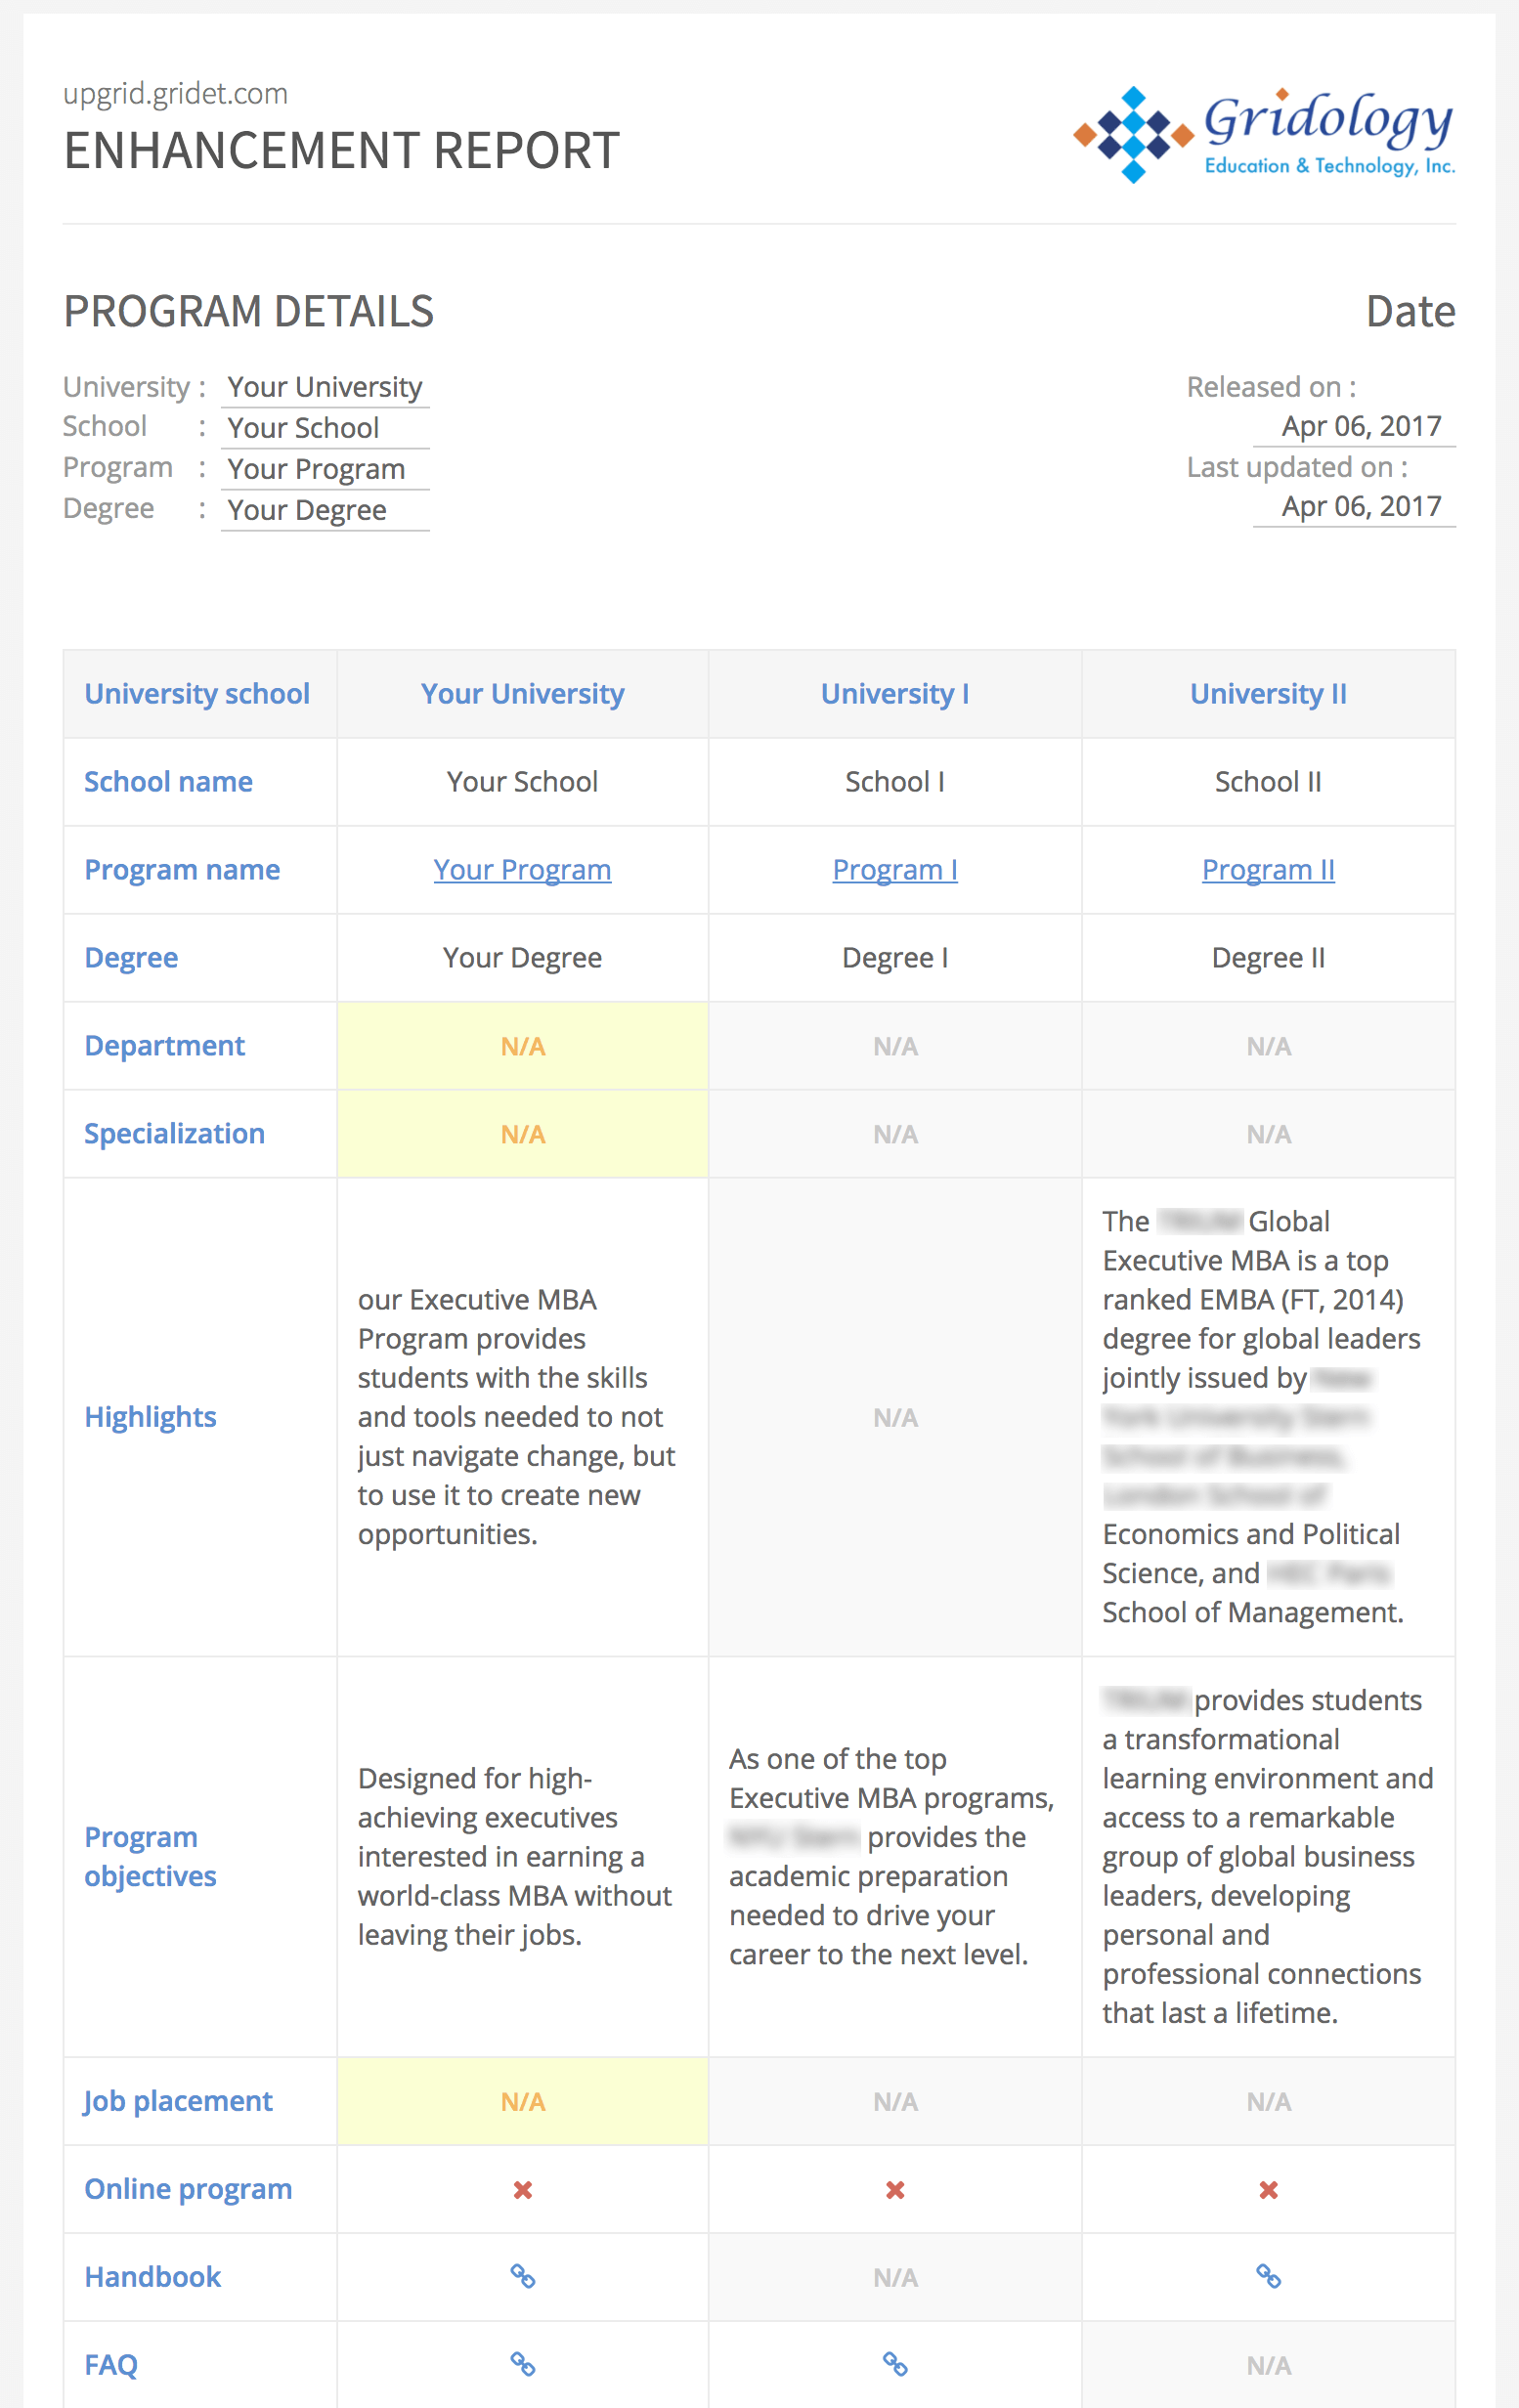 upgrid.gridet.com
ENHANCEMENT REPORT
Gridology
Education & Technology, Inc.
PROGRAM DETAILS
Date
University : Your University
School : Your School
Program : Your Program
Degree : Your Degree
Released on :
Apr 06, 2017
Last updated on :
Apr 06, 2017
University school Your University University I University II
School name Your School School I School II
Program name Your Program Program I Program II
Degree Your Degree Degree I Degree II
Department N/A N/A N/A
Specialization N/A N/A N/A
Highlights
our Executive MBA
Program provides
students with the skills
and tools needed to not
just navigate change, but
to use it to create new
opportunities.
N/A
The Global
Executive MBA is a top
ranked EMBA (FT, 2014)
degree for global leaders
jointly issued by
Economics and Political
Science, and
School of Management.
Program
objectives
Designed for high-
achieving executives
interested in earning a
world-class MBA without
leaving their jobs.
As one of the top
Executive MBA programs,
provides the
academic preparation
needed to drive your
career to the next level.
provides students
a transformational
learning environment and
access to a remarkable
group of global business
leaders, developing
personal and
professional connections
that last a lifetime.
Job placement N/A N/A N/A
Online program
Handbook N/A
FAQ N/A